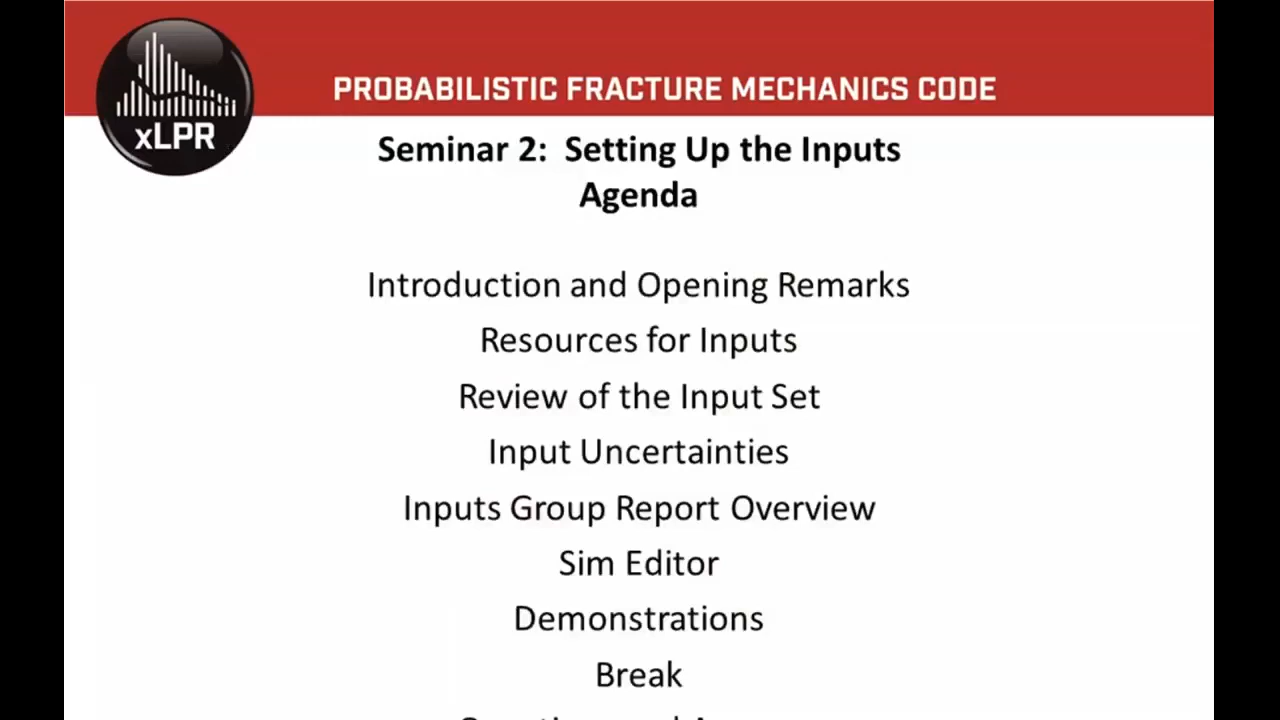 xLPR
PROBABILISTIC FRACTURE MECHANICS CODE
Seminar 2: Setting Up the Inputs
Agenda
Introduction and Opening Remarks
Resources for Inputs
Review of the Input Set
Input Uncertainties
Inputs Group Report Overview
Sim Editor
Demonstrations
Break